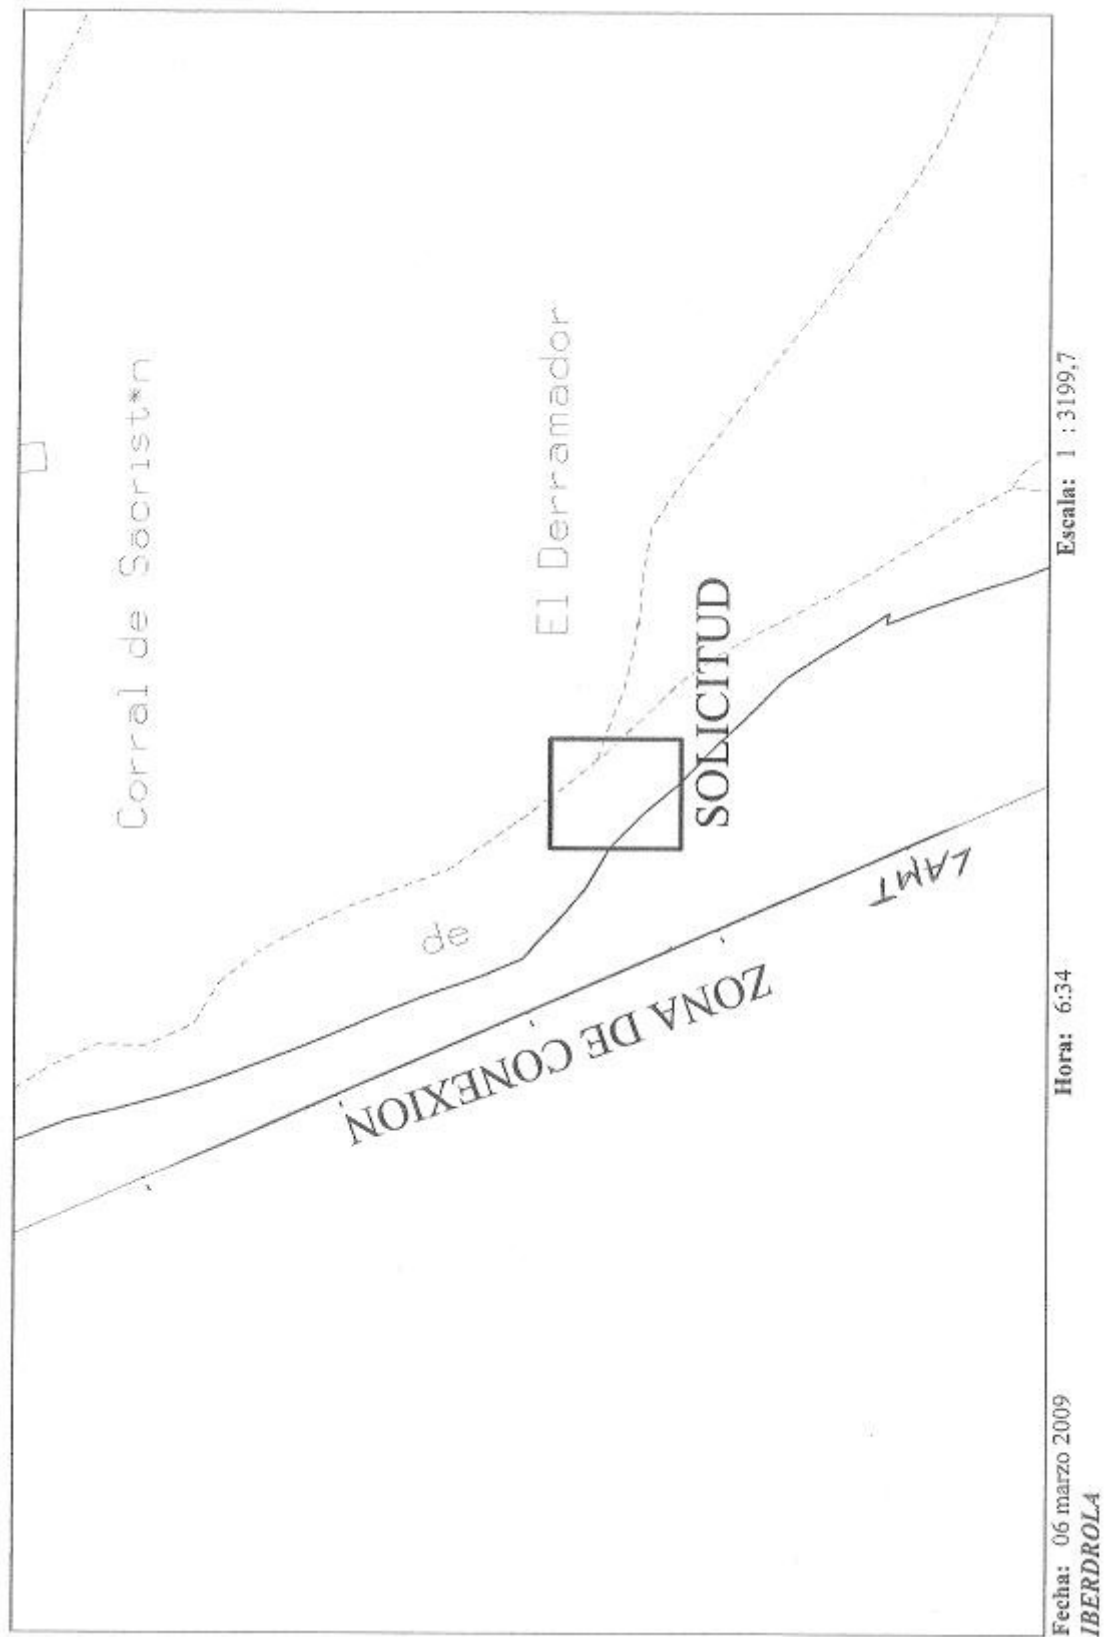 Corral de Sacrist*n
El Derramador
de
SOLICITUD
ZONA DE CONEXION
LAMT
Fecha: 06 marzo 2009 Hora: 6:34 Escala: 1 : 3199,7
IBERDROLA